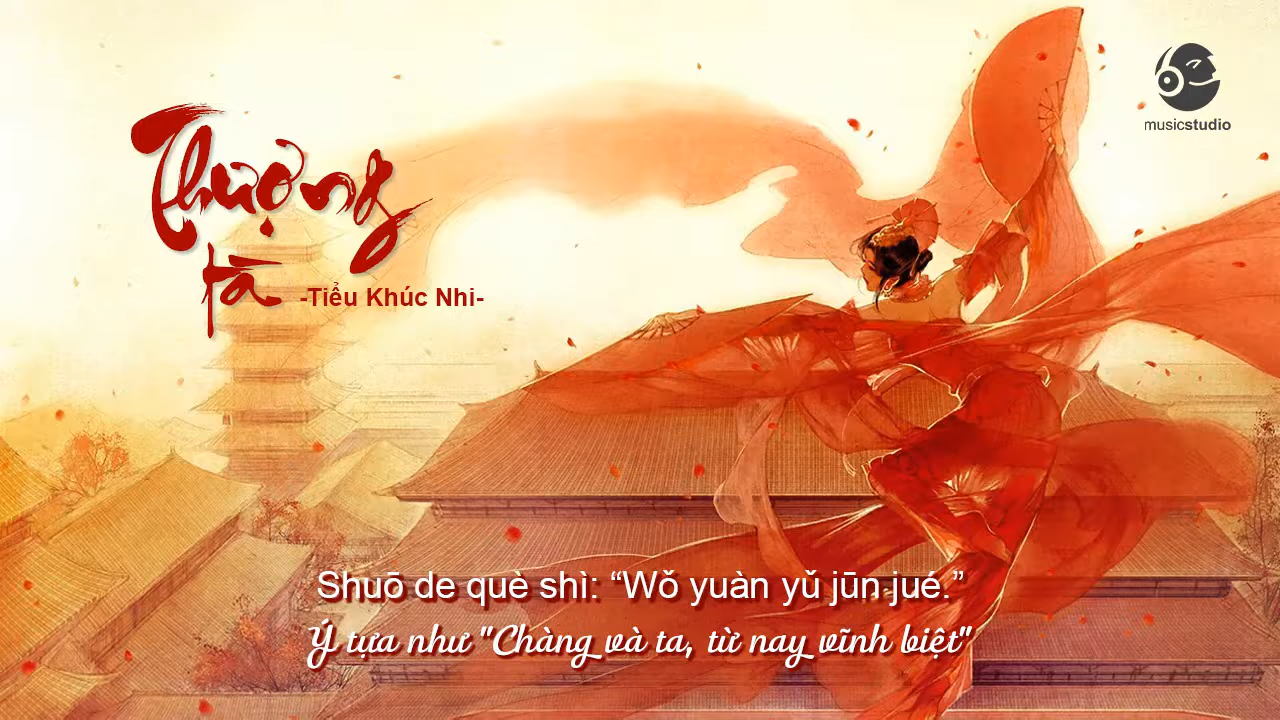 Thượng
tà
-Tiểu Khúc Nhi-
musicstudio
Shuō de què shì: “Wǒ yuàn yǔ jūn jué.”
Ý tựa như "Chàng và ta, từ nay vĩnh biệt"